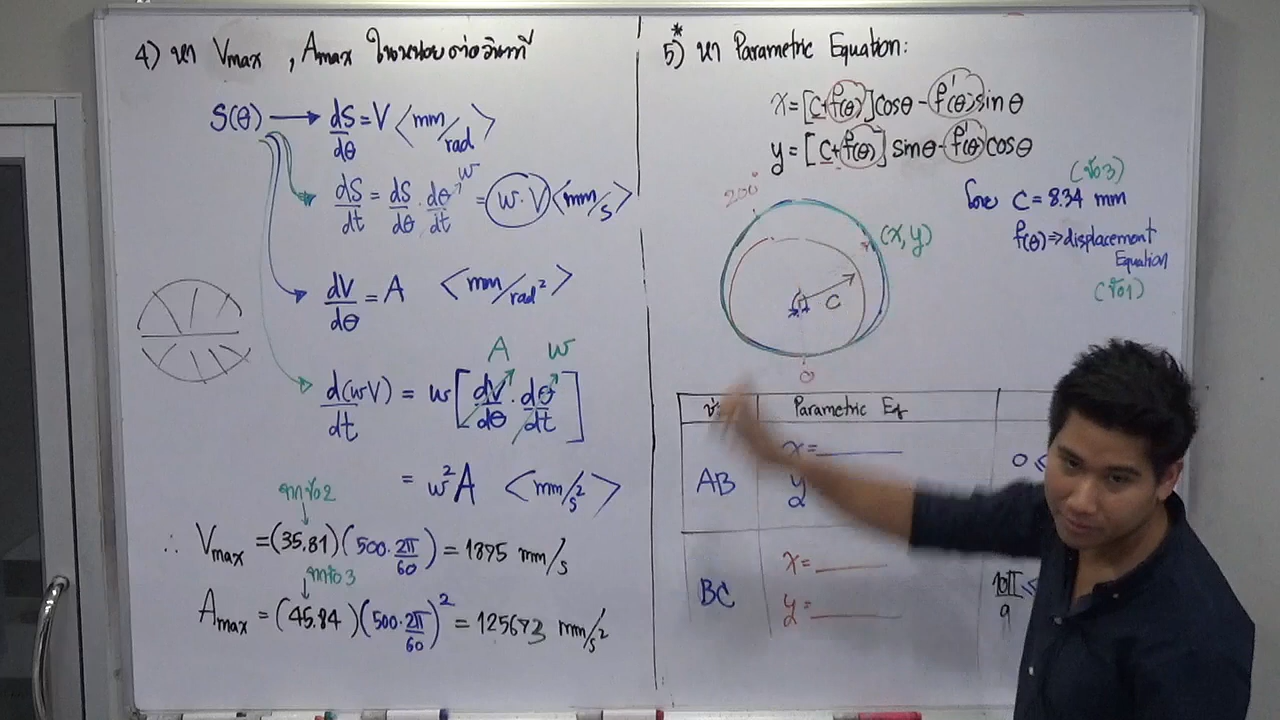 4) หา Vmax , Amax ในหน่วยต่อวินาที
S(θ) → dS/dθ = V <mm/rad>
dS/dt = dS/dθ · dθ/dt = ω·V <mm/s>
ω
dV/dθ = A <mm/rad²>
A ω
d(ωV)/dt = ω[dV/dθ · dθ/dt]
= ω²A <mm/s²>
จากข้อ2
∴ Vmax = (35.81)(500·2π/60) = 1875 mm/s
จากข้อ3
Amax = (45.84)(500·2π/60)² = 125673 mm/s²
5)* หา Parametric Equation:
x = [C+f(θ)]cosθ - f'(θ)sinθ
y = [C+f(θ)]sinθ - f'(θ)cosθ
(ข้อ3)
โดย C = 8.34 mm
f(θ) ⇒ displacement
Equation
(ข้อ1)
200°
(x,y)
C
0
Parametric Eq
AB
x =
y
0 ≤
BC
x =
y =
10π/9 ≤